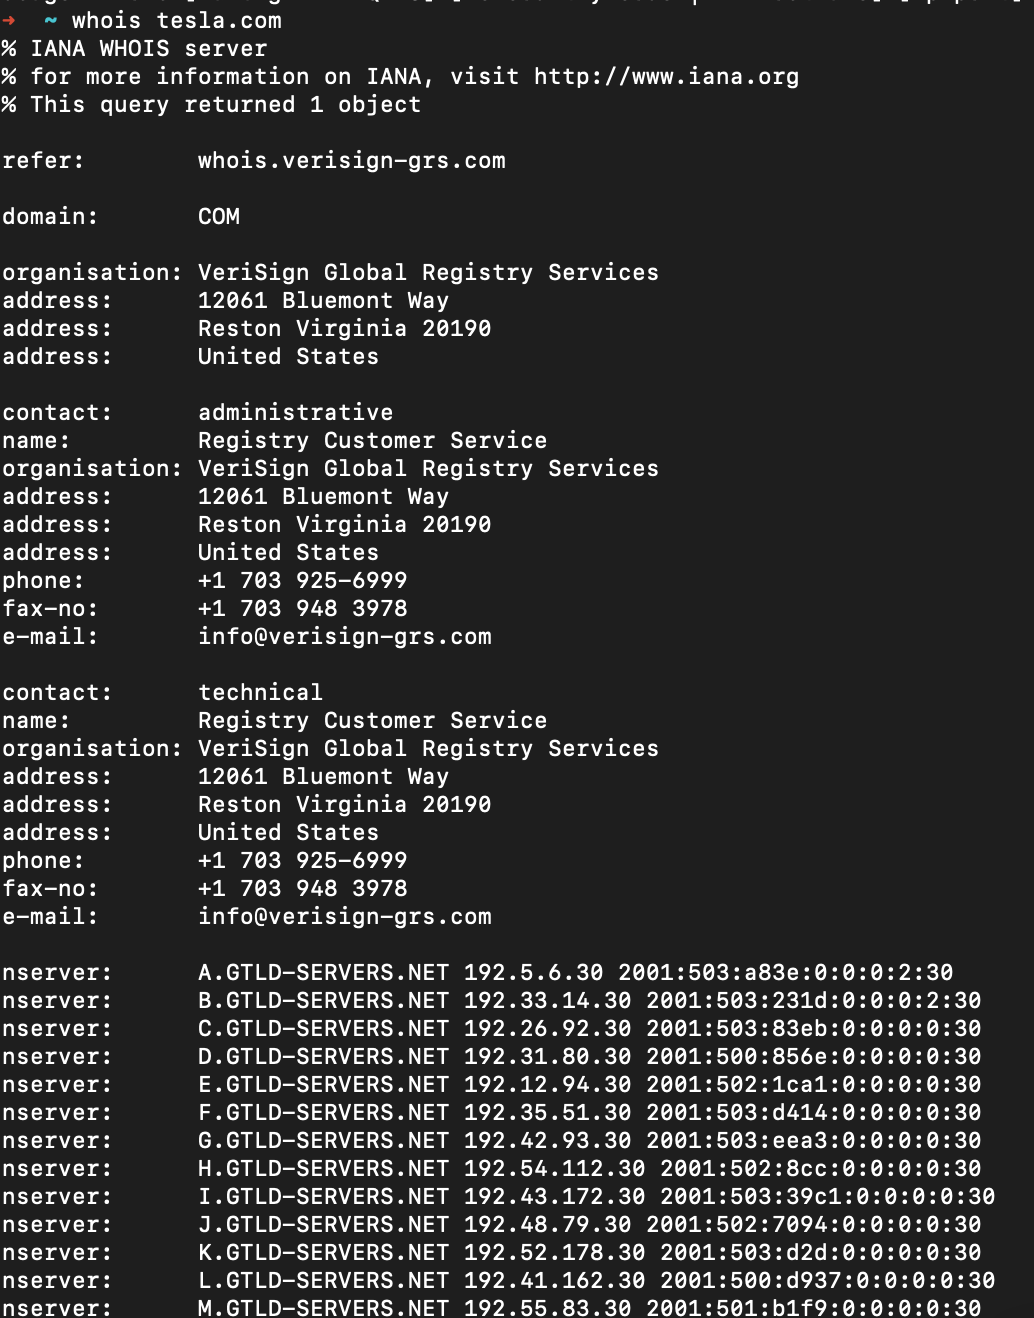 ➜ ~ whois tesla.com
% IANA WHOIS server
% for more information on IANA, visit http://www.iana.org
% This query returned 1 object
refer: whois.verisign-grs.com
domain: COM
organisation: VeriSign Global Registry Services
address: 12061 Bluemont Way
address: Reston Virginia 20190
address: United States
contact: administrative
name: Registry Customer Service
organisation: VeriSign Global Registry Services
address: 12061 Bluemont Way
address: Reston Virginia 20190
address: United States
phone: +1 703 925-6999
fax-no: +1 703 948 3978
e-mail: info@verisign-grs.com
contact: technical
name: Registry Customer Service
organisation: VeriSign Global Registry Services
address: 12061 Bluemont Way
address: Reston Virginia 20190
address: United States
phone: +1 703 925-6999
fax-no: +1 703 948 3978
e-mail: info@verisign-grs.com
nserver: A.GTLD-SERVERS.NET 192.5.6.30 2001:503:a83e:0:0:0:2:30
nserver: B.GTLD-SERVERS.NET 192.33.14.30 2001:503:231d:0:0:0:2:30
nserver: C.GTLD-SERVERS.NET 192.26.92.30 2001:503:83eb:0:0:0:0:30
nserver: D.GTLD-SERVERS.NET 192.31.80.30 2001:500:856e:0:0:0:0:30
nserver: E.GTLD-SERVERS.NET 192.12.94.30 2001:502:1ca1:0:0:0:0:30
nserver: F.GTLD-SERVERS.NET 192.35.51.30 2001:503:d414:0:0:0:0:30
nserver: G.GTLD-SERVERS.NET 192.42.93.30 2001:503:eea3:0:0:0:0:30
nserver: H.GTLD-SERVERS.NET 192.54.112.30 2001:502:8cc:0:0:0:0:30
nserver: I.GTLD-SERVERS.NET 192.43.172.30 2001:503:39c1:0:0:0:0:30
nserver: J.GTLD-SERVERS.NET 192.48.79.30 2001:502:7094:0:0:0:0:30
nserver: K.GTLD-SERVERS.NET 192.52.178.30 2001:503:d2d:0:0:0:0:30
nserver: L.GTLD-SERVERS.NET 192.41.162.30 2001:500:d937:0:0:0:0:30
nserver: M.GTLD-SERVERS.NET 192.55.83.30 2001:501:b1f9:0:0:0:0:30